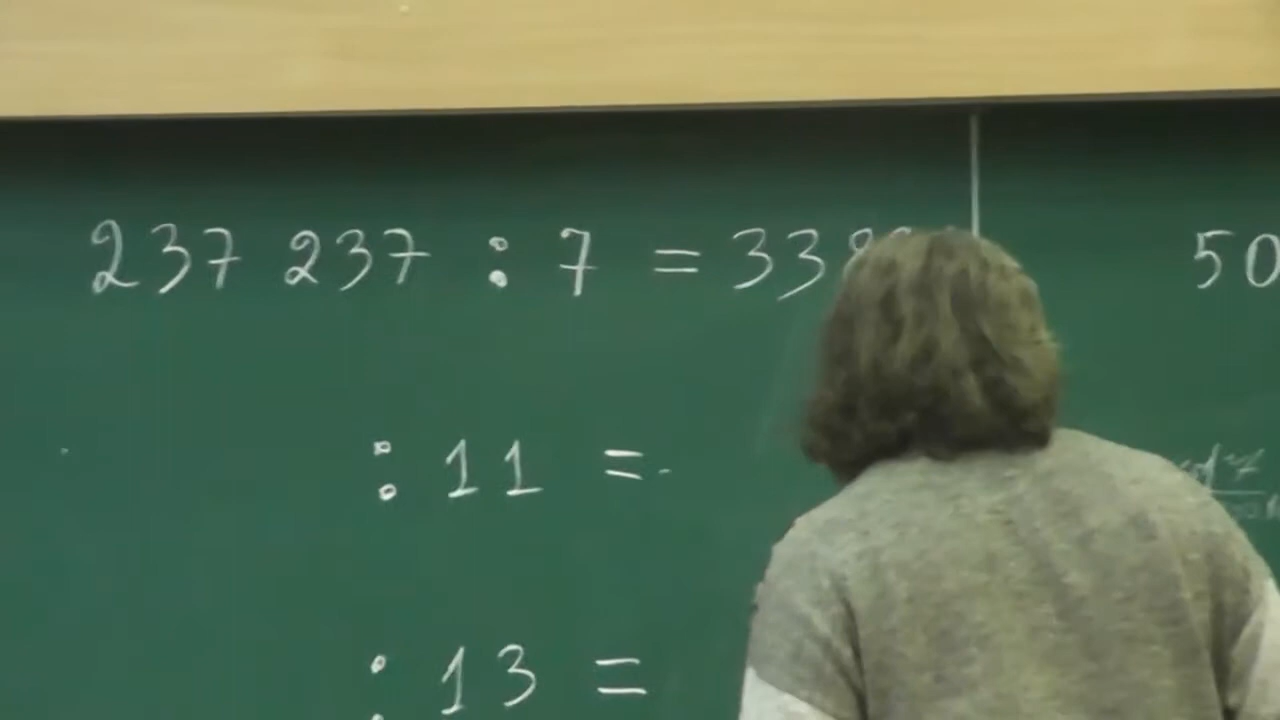 237 237 : 7 = 338
50
: 11 =
: 13 =